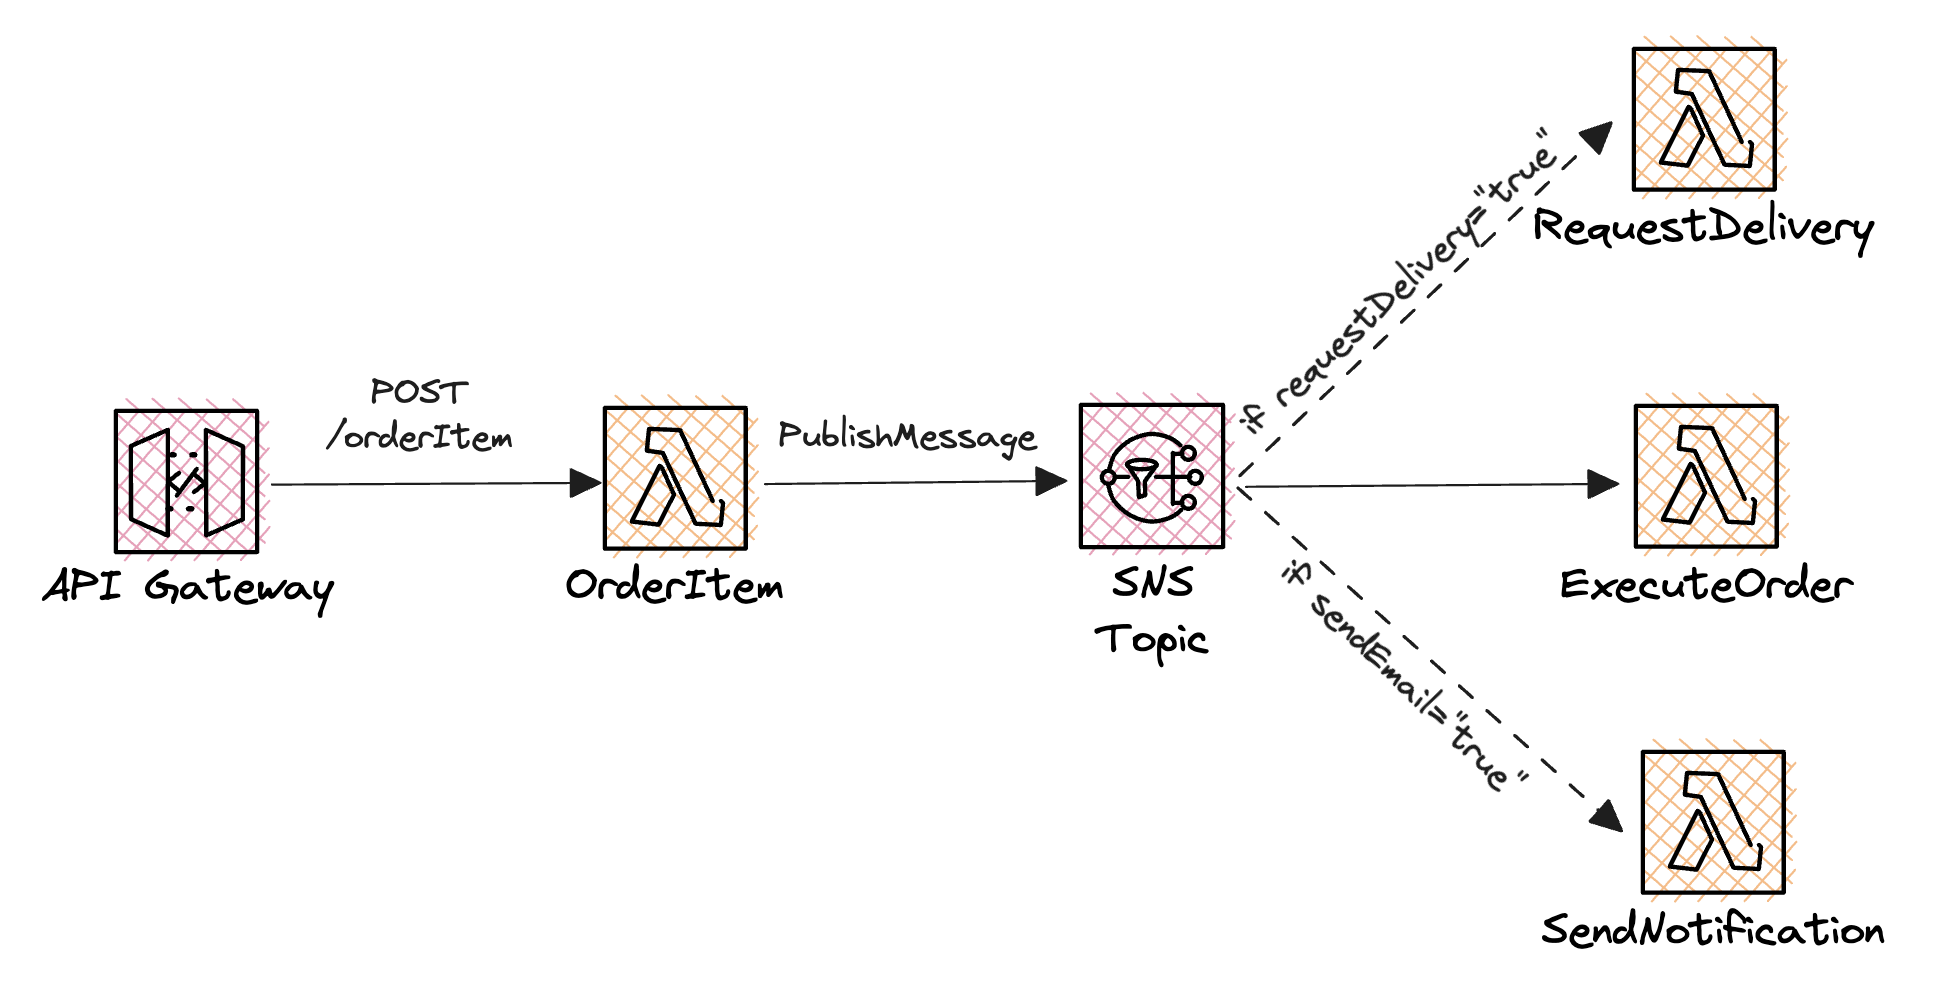 POST
/orderItem
API Gateway
OrderItem
PublishMessage
SNS
Topic
if requestDelivery="true"
RequestDelivery
ExecuteOrder
if sendEmail="true"
SendNotification